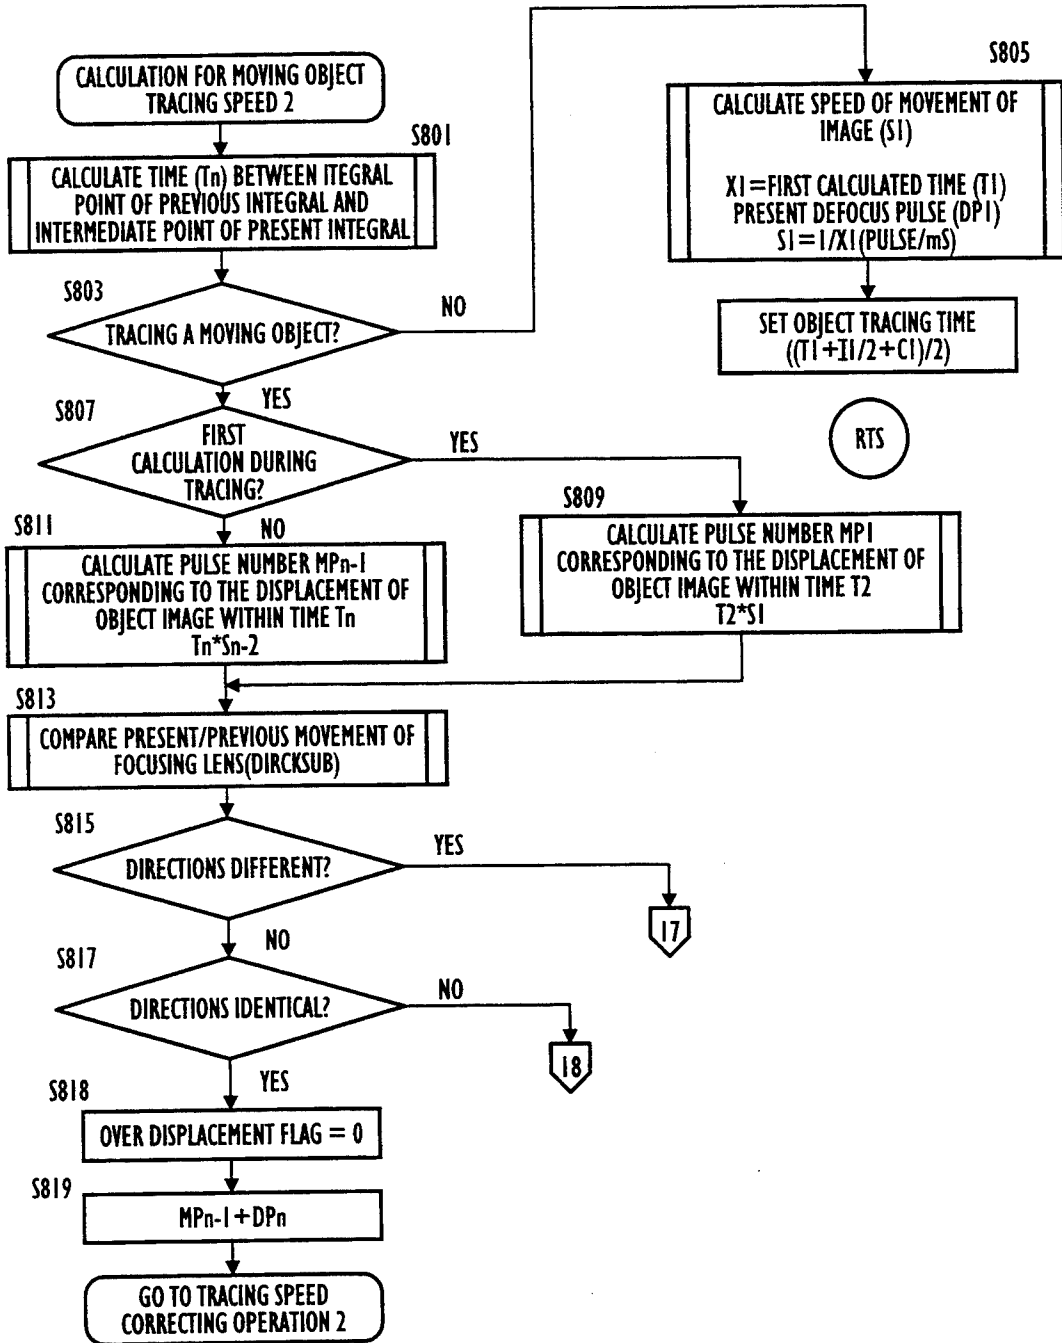 CALCULATION FOR MOVING OBJECT
TRACING SPEED 2
S801
CALCULATE TIME (Tn) BETWEEN ITEGRAL
POINT OF PREVIOUS INTEGRAL AND
INTERMEDIATE POINT OF PRESENT INTEGRAL
S803
TRACING A MOVING OBJECT?
NO
S805
CALCULATE SPEED OF MOVEMENT OF
IMAGE (S1)
X1=FIRST CALCULATED TIME (T1)
PRESENT DEFOCUS PULSE (DP1)
S1=1/X1(PULSE/mS)
SET OBJECT TRACING TIME
((T1+I1/2+C1)/2)
RTS
YES
S807
FIRST
CALCULATION DURING
TRACING?
YES
S809
CALCULATE PULSE NUMBER MP1
CORRESPONDING TO THE DISPLACEMENT OF
OBJECT IMAGE WITHIN TIME T2
T2*S1
NO
S811
CALCULATE PULSE NUMBER MPn-1
CORRESPONDING TO THE DISPLACEMENT OF
OBJECT IMAGE WITHIN TIME Tn
Tn*Sn-2
S813
COMPARE PRESENT/PREVIOUS MOVEMENT OF
FOCUSING LENS(DIRCKSUB)
S815
DIRECTIONS DIFFERENT?
YES
17
NO
S817
DIRECTIONS IDENTICAL?
NO
18
YES
S818
OVER DISPLACEMENT FLAG = 0
S819
MPn-1+DPn
GO TO TRACING SPEED
CORRECTING OPERATION 2